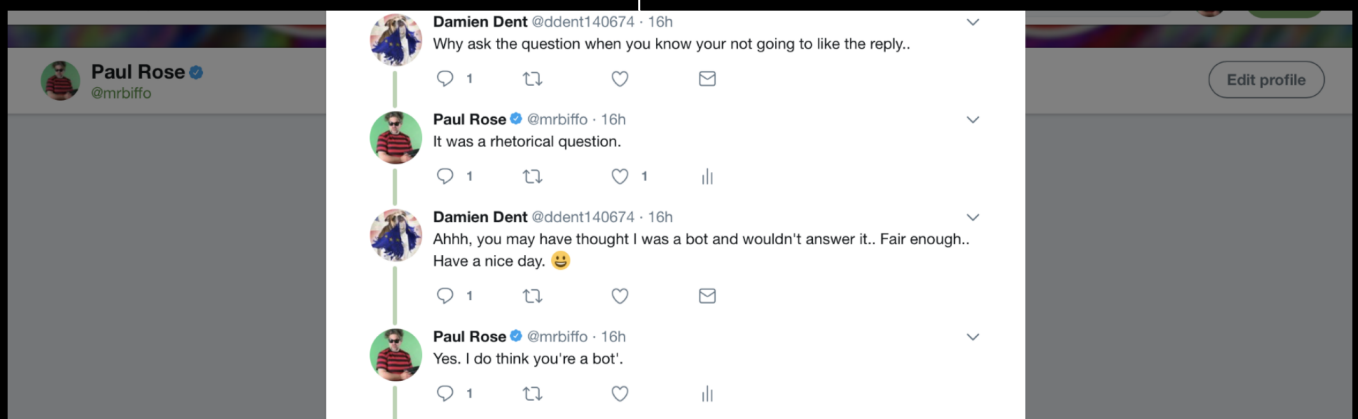 Damien Dent @ddent140674 · 16h
Why ask the question when you know your not going to like the reply..
Paul Rose
@mrbiffo
Edit profile
1
Paul Rose @mrbiffo · 16h
It was a rhetorical question.
1 1
Damien Dent @ddent140674 · 16h
Ahhh, you may have thought I was a bot and wouldn't answer it.. Fair enough..
Have a nice day. 😀
1
Paul Rose @mrbiffo · 16h
Yes. I do think you're a bot'.
1